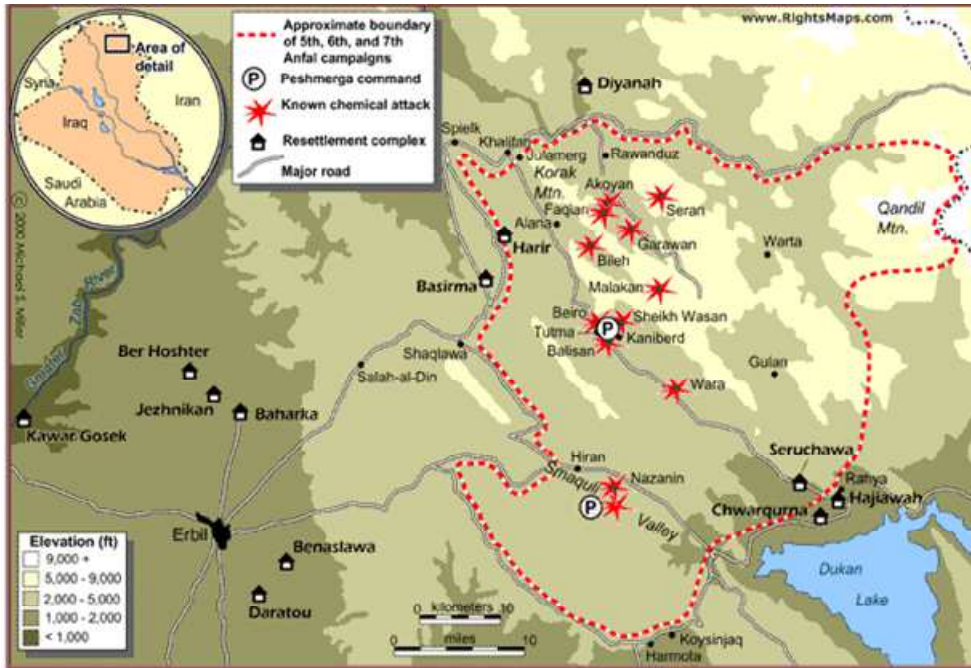 www.RightsMaps.com
Area of
detail
Syria
Iran
Iraq
Saudi
Arabia
Approximate boundary
of 5th, 6th, and 7th
Anfal campaigns
P Peshmerga command
Known chemical attack
Resettlement complex
Major road
© 2000 Michael S. Miller
Diyanah
Spielk
Khalifan
Julamerg
Rawanduz
Korak
Mtn.
Akoyan
Faqian
Seran
Qandil
Mtn.
Alana
Garawan
Harir
Warta
Bileh
Basirma
Malakan
Greater Zab River
Beiro
Sheikh Wasan
Tutma
P
Kaniberd
Balisan
Ber Hoshter
Shaqlawa
Salah-al-Din
Gulan
Jezhnikan
Wara
Baharka
Kawar Gosek
Seruchawa
Hiran
Smaquli
Nazanin
Ranya
Hajiawah
P
Valley
Chwarqurna
Erbil
Benaslawa
Dukan
Lake
Daratou
Elevation (ft)
9,000 +
5,000 - 9,000
2,000 - 5,000
1,000 - 2,000
< 1,000
0 kilometers 10
0 miles 10
Koysinjaq
Harmota